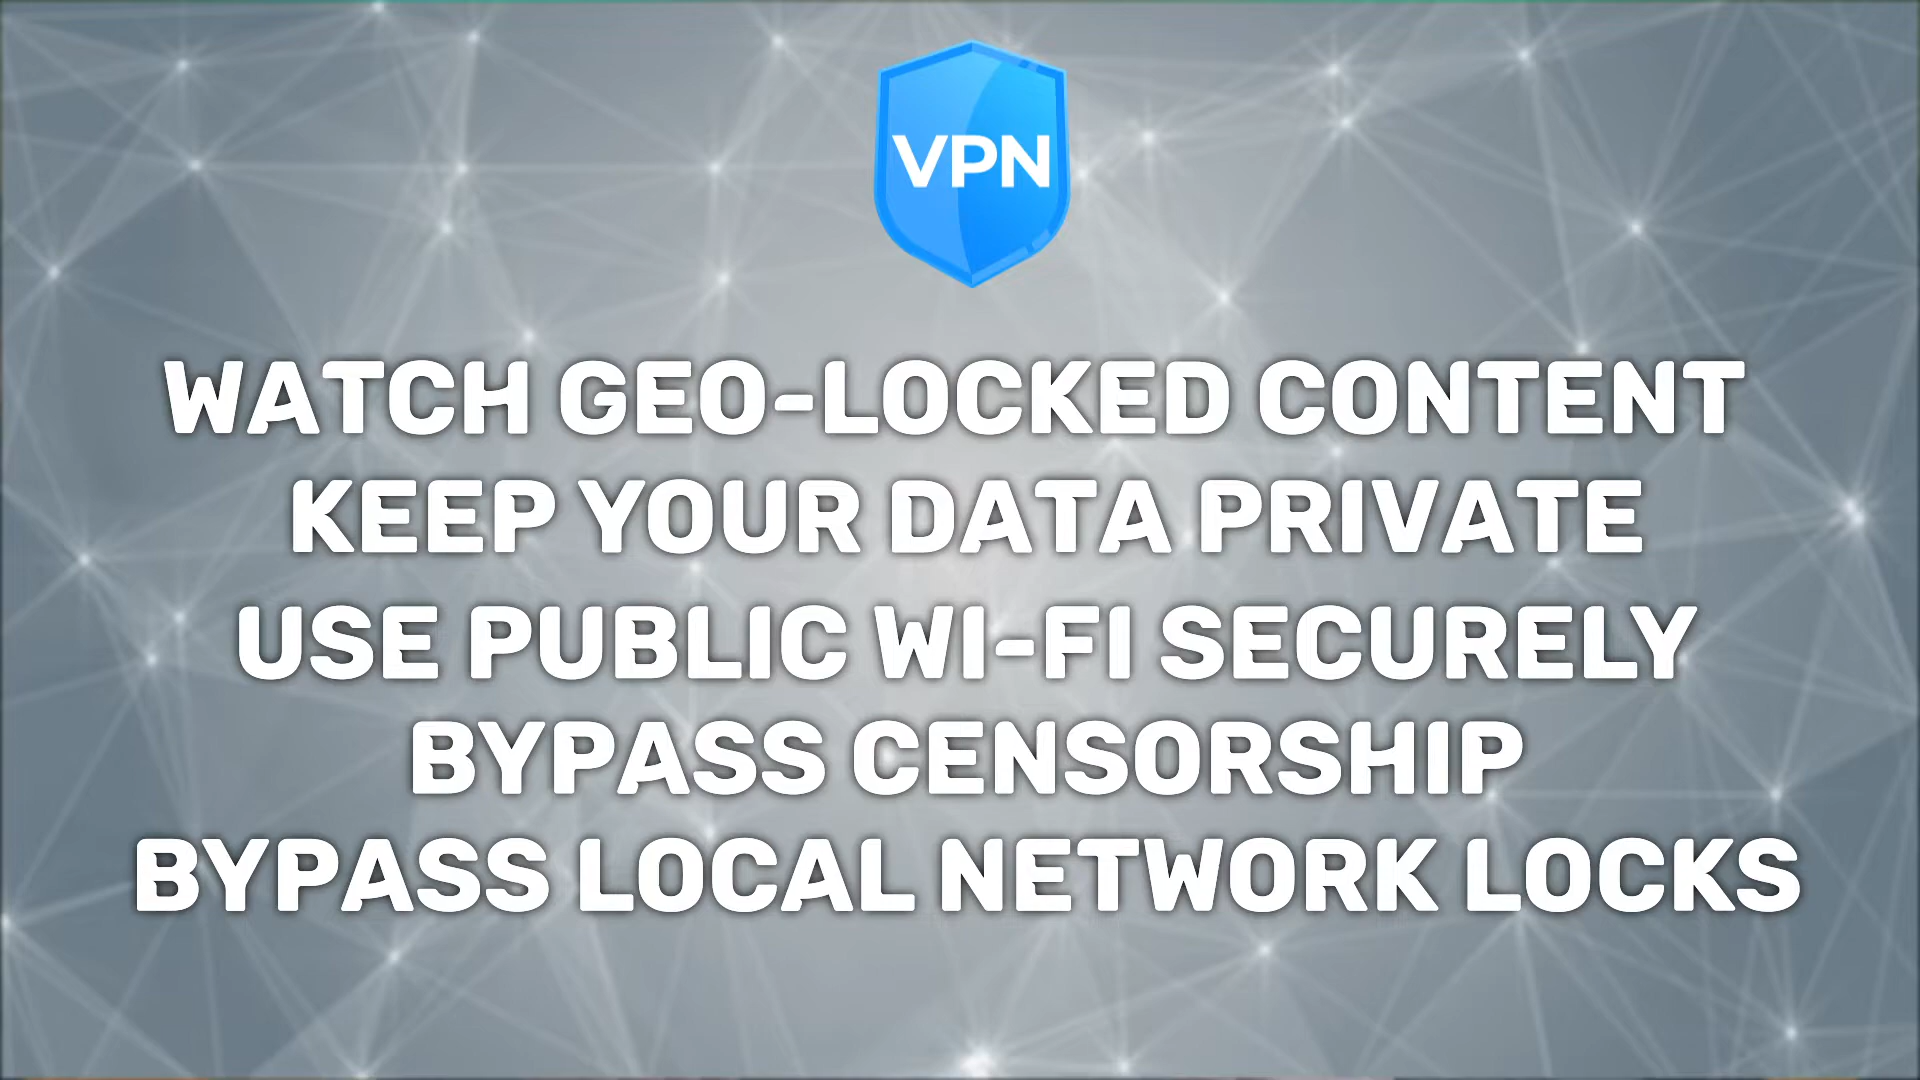 VPN
WATCH GEO-LOCKED CONTENT
KEEP YOUR DATA PRIVATE
USE PUBLIC WI-FI SECURELY
BYPASS CENSORSHIP
BYPASS LOCAL NETWORK LOCKS